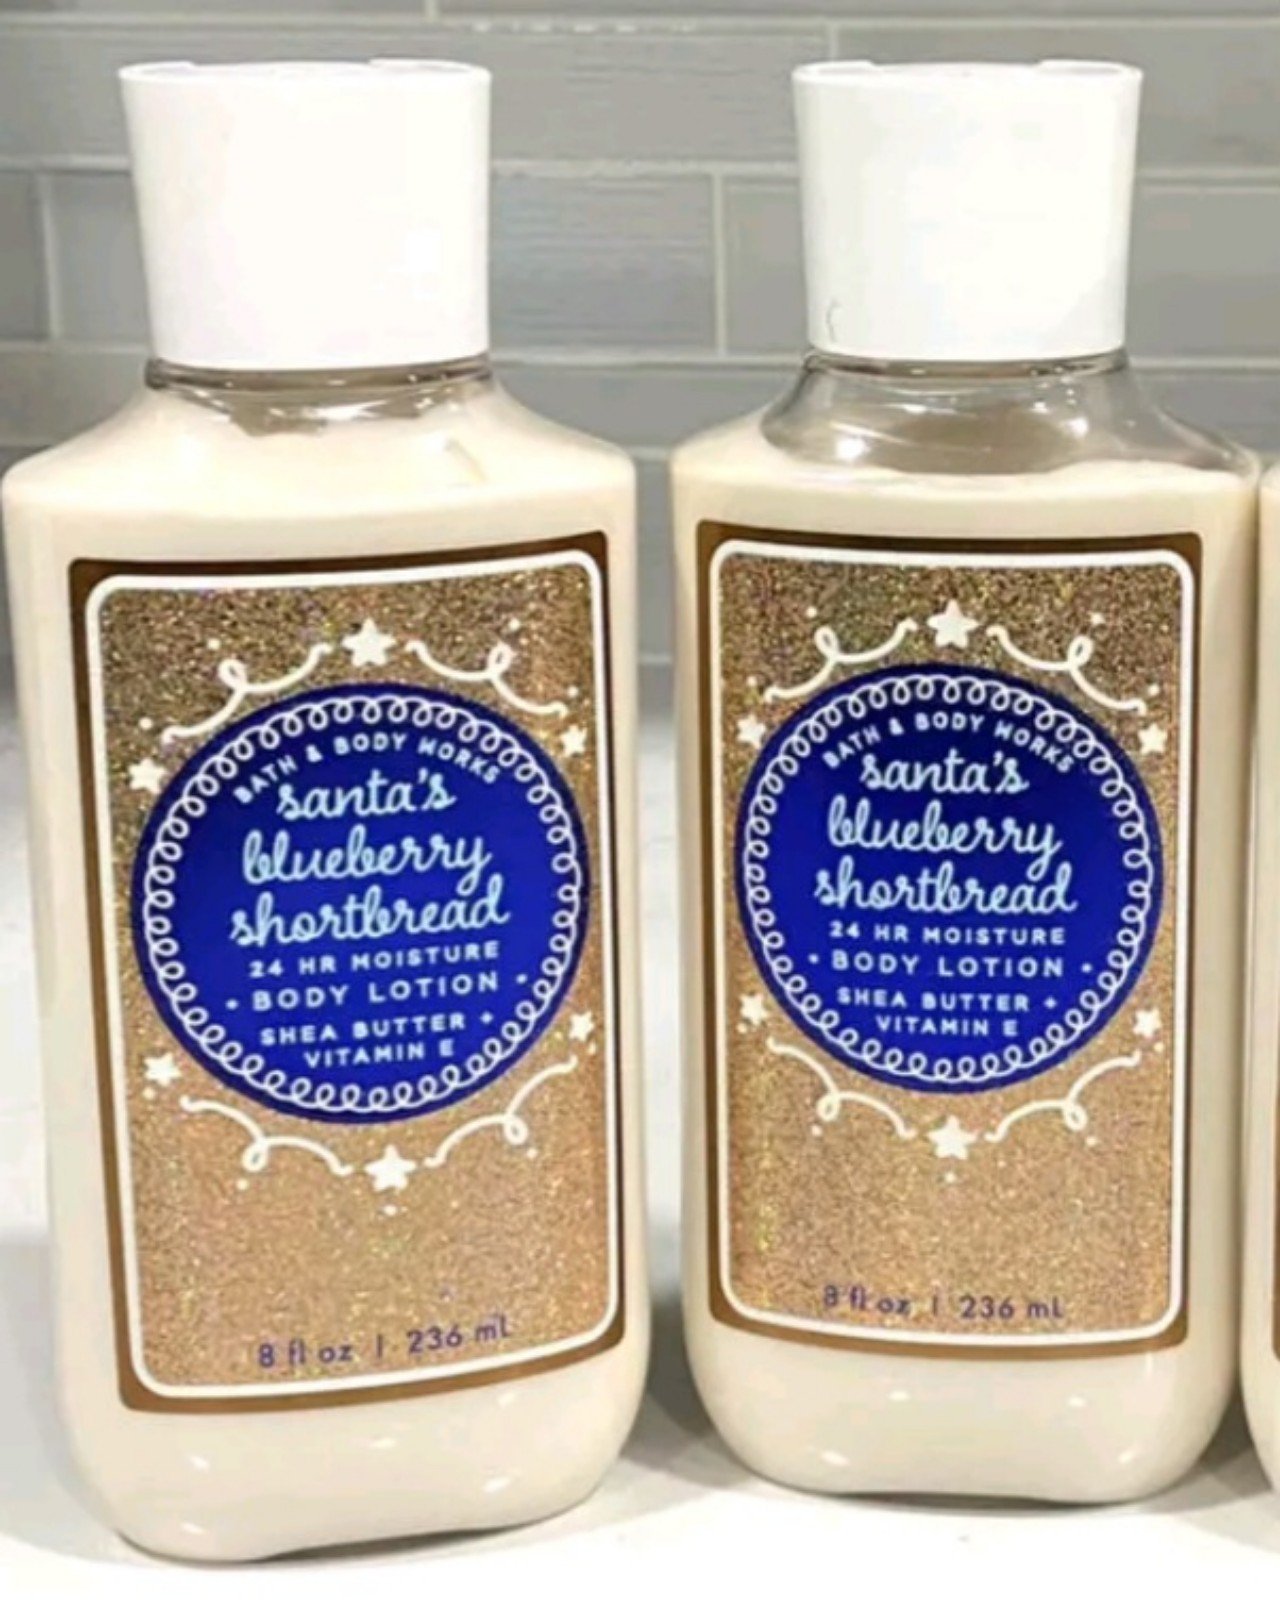 BATH & BODY WORKS
santa's
blueberry
shortbread
24 HR MOISTURE
• BODY LOTION •
SHEA BUTTER +
VITAMIN E
8 fl oz | 236 mL
BATH & BODY WORKS
santa's
blueberry
shortbread
24 HR MOISTURE
• BODY LOTION •
SHEA BUTTER +
VITAMIN E
8 fl oz | 236 mL